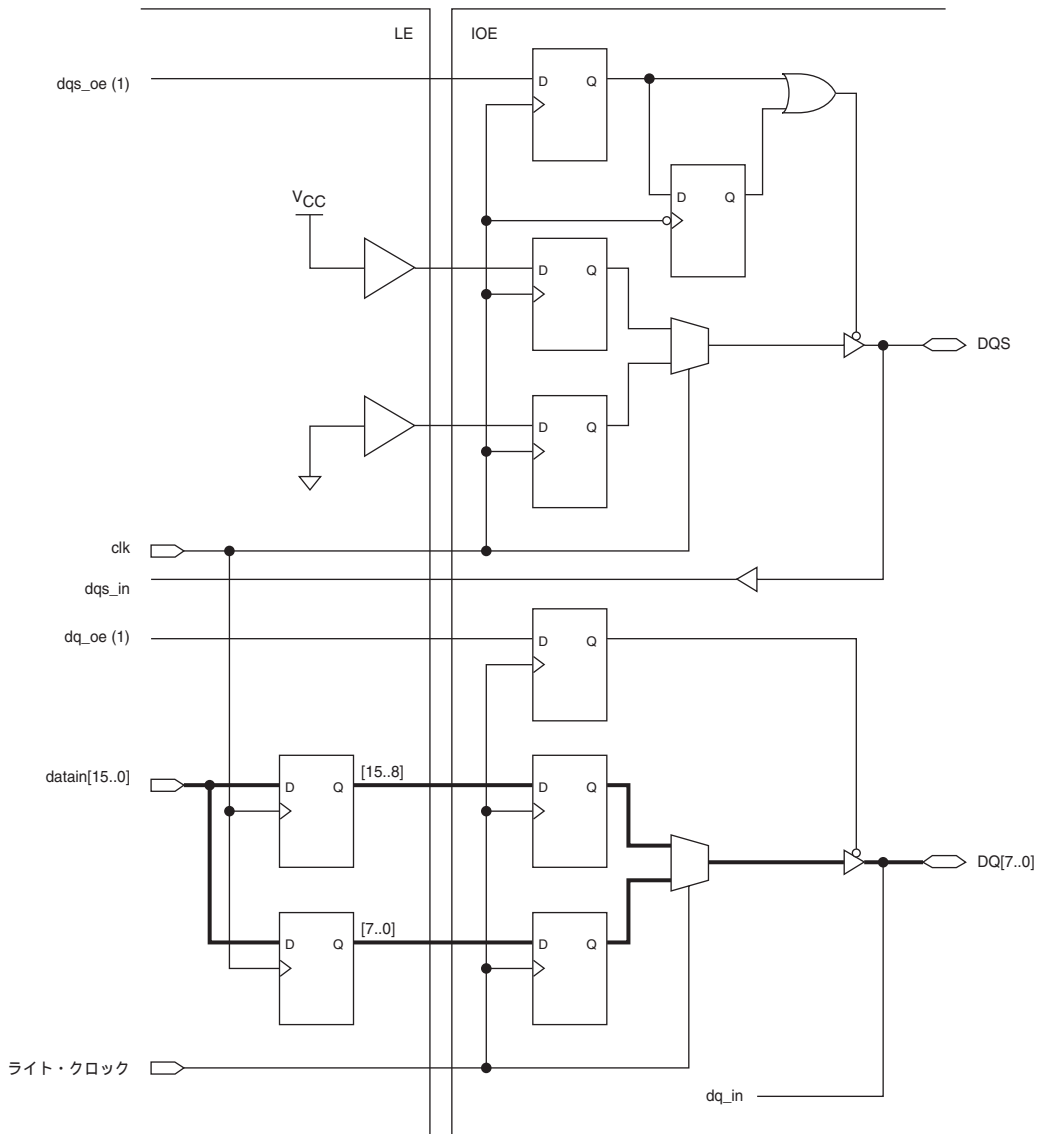 LE
IOE
dqs_oe (1)
D Q
D Q
VCC
D Q
DQS
D Q
clk
dqs_in
dq_oe (1)
D Q
datain[15..0]
D Q
[15..8]
D Q
DQ[7..0]
D Q
[7..0]
D Q
ライト・クロック
dq_in